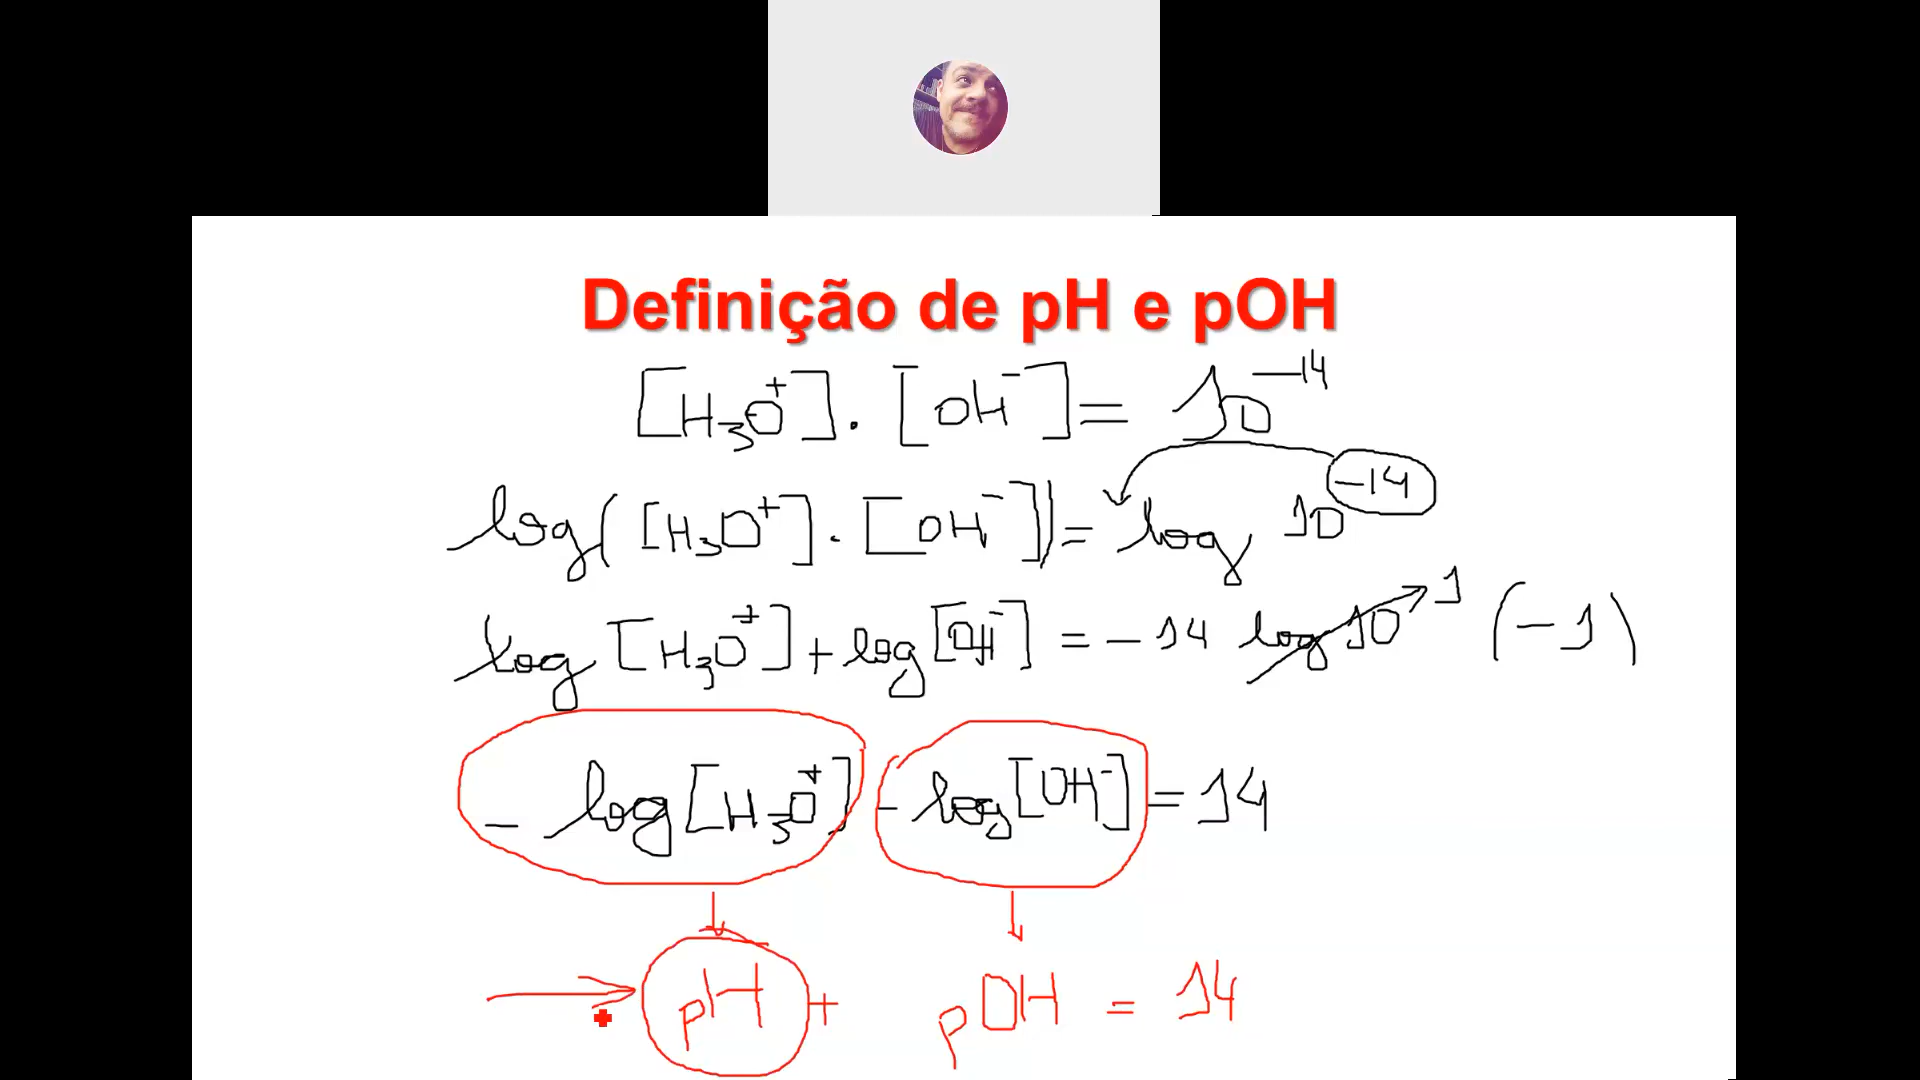 Definição de pH e pOH
[H₃O⁺] . [OH⁻] = 10⁻¹⁴
log([H₃O⁺] . [OH⁻]) = log 10⁻¹⁴
log [H₃O⁺] + log [OH⁻] = -14 log 10 1 (-1)
- log [H₃O⁺] - log [OH⁻] = 14
pH + pOH = 14